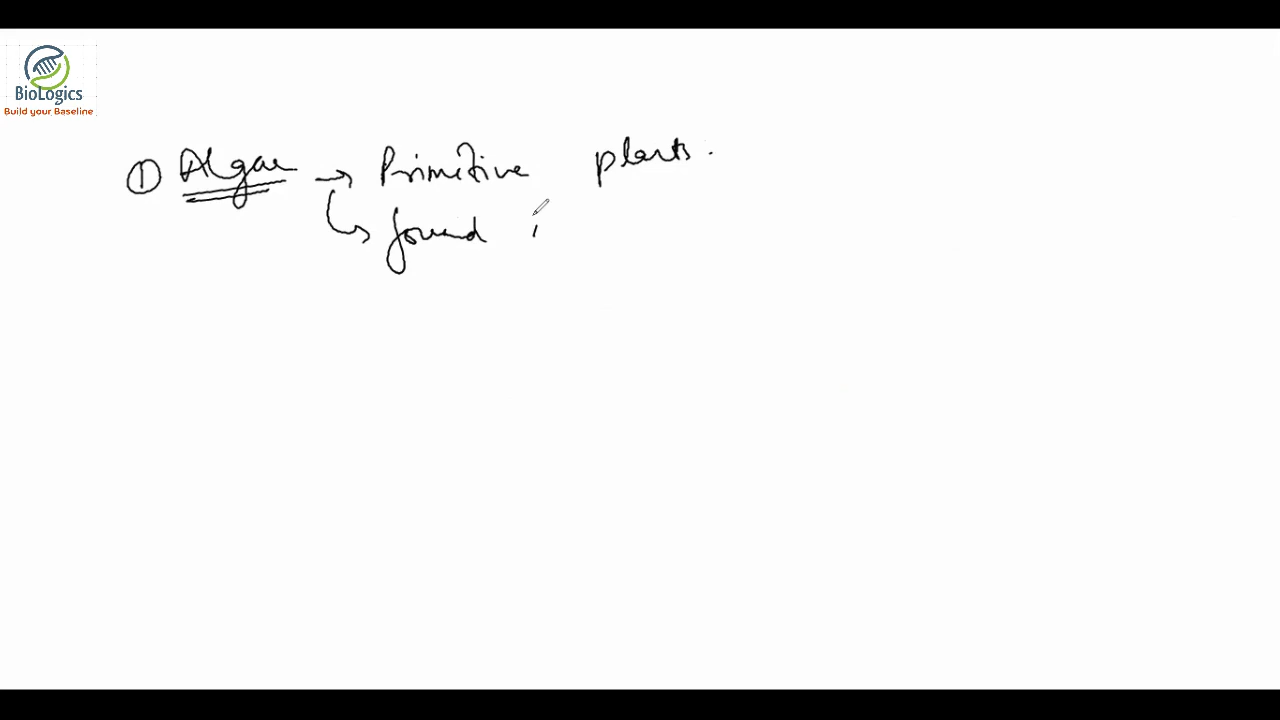 BioLogics
Build your Baseline
① Algae → Primitive plants.
↳ found i